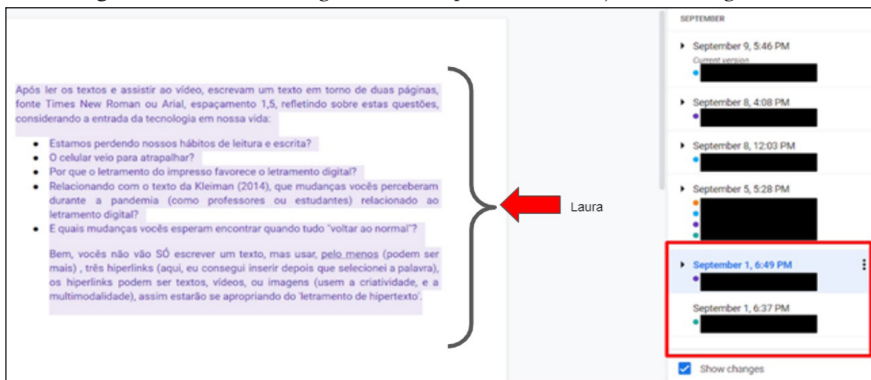 Após ler os textos e assistir ao vídeo, escrevam um texto em torno de duas páginas,
fonte Times New Roman ou Arial, espaçamento 1,5, refletindo sobre estas questões,
considerando a entrada da tecnologia em nossa vida:
● Estamos perdendo nossos hábitos de leitura e escrita?
● O celular veio para atrapalhar?
● Por que o letramento do impresso favorece o letramento digital?
● Relacionando com o texto da Kleiman (2014), que mudanças vocês perceberam
durante a pandemia (como professores ou estudantes) relacionado ao
letramento digital?
● E quais mudanças vocês esperam encontrar quando tudo "voltar ao normal"?
Bem, vocês não vão SÓ escrever um texto, mas usar, pelo menos (podem ser
mais) , três hiperlinks (aqui, eu consegui inserir depois que selecionei a palavra),
os hiperlinks podem ser textos, vídeos, ou imagens (usem a criatividade, e a
multimodalidade), assim estarão se apropriando do 'letramento de hipertexto'.
Laura
SEPTEMBER
September 9, 5:46 PM
Current version
September 8, 4:08 PM
September 8, 12:03 PM
September 5, 5:28 PM
September 1, 6:49 PM
September 1, 6:37 PM
Show changes